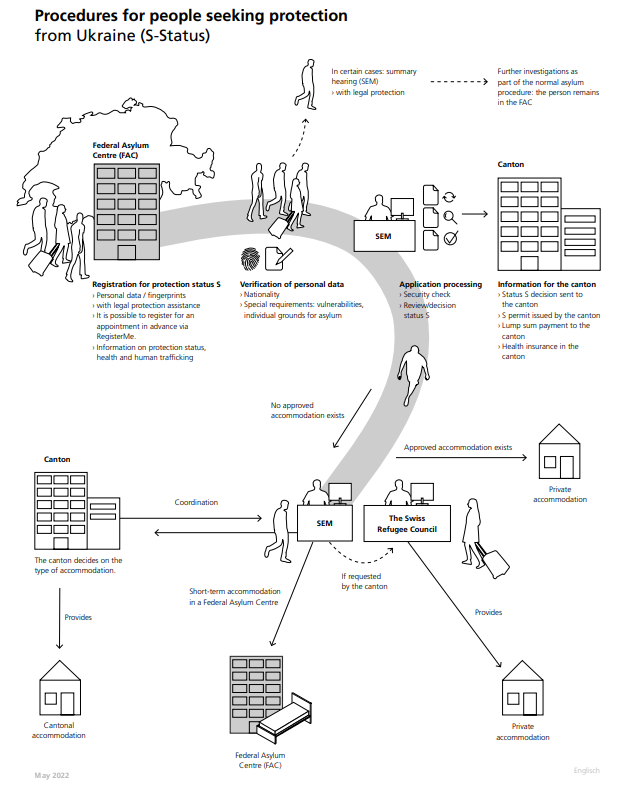 Procedures for people seeking protection
from Ukraine (S-Status)
In certain cases: summary
hearing (SEM)
› with legal protection
Further investigations as
part of the normal asylum
procedure: the person remains
in the FAC
Federal Asylum
Centre (FAC)
Canton
SEM
Registration for protection status S
› Personal data / fingerprints
› with legal protection assistance
› It is possible to register for an
appointment in advance via
RegisterMe.
› Information on protection status,
health and human trafficking
Verification of personal data
› Nationality
› Special requirements: vulnerabilities,
individual grounds for asylum
Application processing
› Security check
› Review/decision
status S
Information for the canton
› Status S decision sent to
the canton
› S permit issued by the canton
› Lump sum payment to the
canton
› Health insurance in the
canton
No approved
accommodation exists
Approved accommodation exists
Private
accommodation
Canton
Coordination
SEM
The Swiss
Refugee Council
The canton decides on the
type of accommodation.
If requested
by the canton
Short-term accommodation
in a Federal Asylum Centre
Provides
Provides
Cantonal
accommodation
Federal Asylum
Centre (FAC)
Private
accommodation
May 2022
Englisch